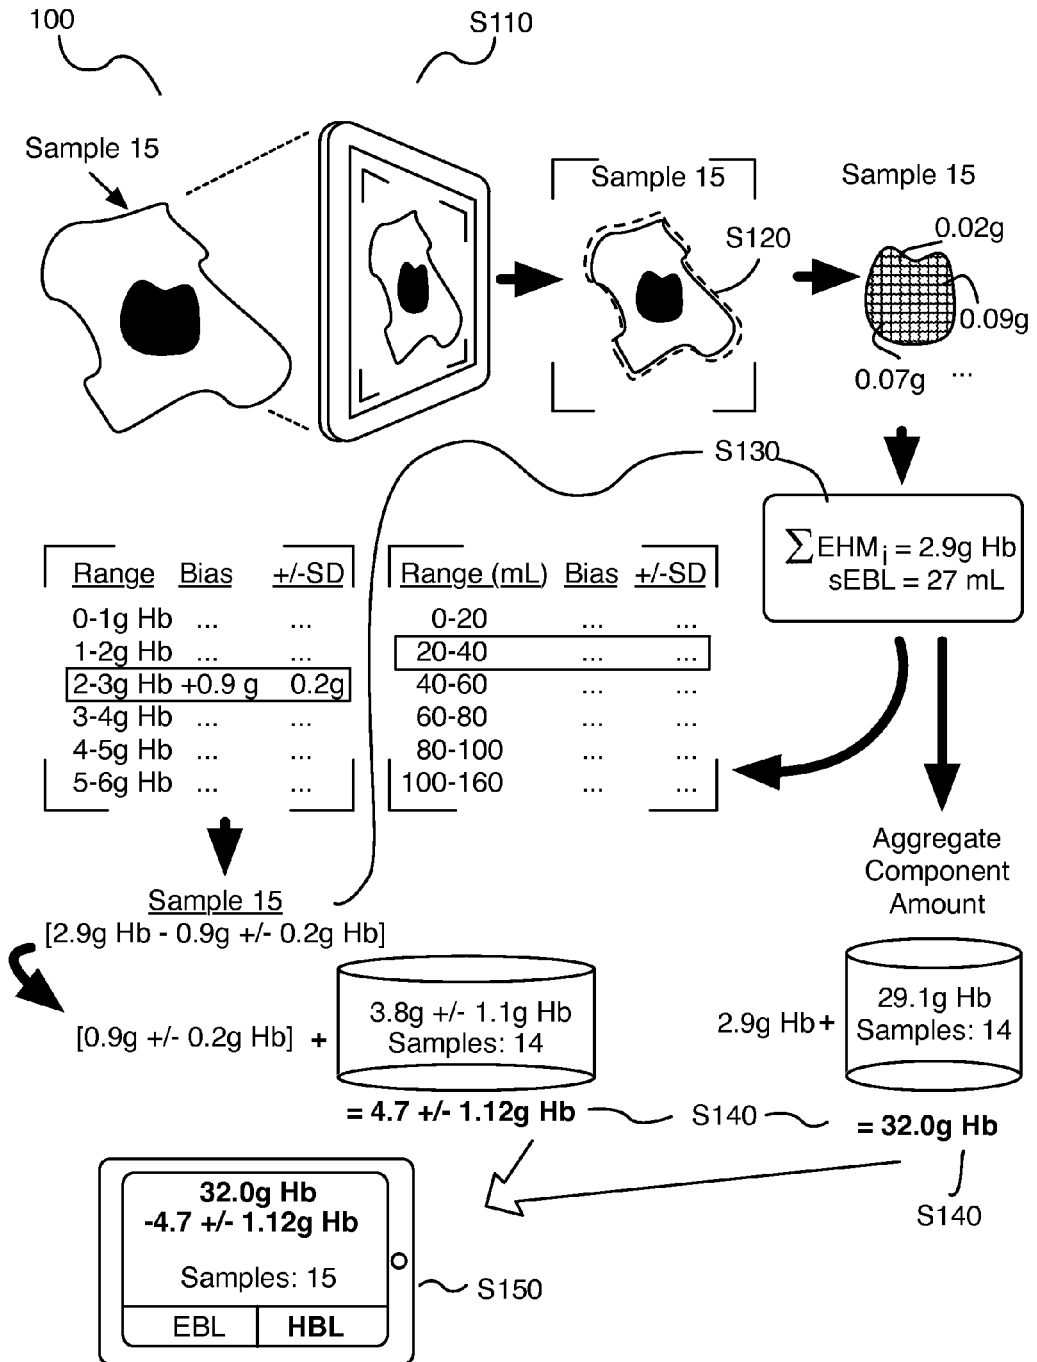 100
S110
Sample 15
Sample 15
Sample 15
S120
0.02g
0.09g
0.07g ...
S130
∑EHMi = 2.9g Hb
sEBL = 27 mL
Range Bias +/-SD
0-1g Hb ... ...
1-2g Hb ... ...
2-3g Hb +0.9 g 0.2g
3-4g Hb ... ...
4-5g Hb ... ...
5-6g Hb ... ...
Range (mL) Bias +/-SD
0-20 ... ...
20-40 ... ...
40-60 ... ...
60-80 ... ...
80-100 ... ...
100-160 ... ...
Sample 15
[2.9g Hb - 0.9g +/- 0.2g Hb]
Aggregate
Component
Amount
[0.9g +/- 0.2g Hb] +
3.8g +/- 1.1g Hb
Samples: 14
= 4.7 +/- 1.12g Hb
2.9g Hb +
29.1g Hb
Samples: 14
= 32.0g Hb
S140
S140
32.0g Hb
-4.7 +/- 1.12g Hb
Samples: 15
EBL HBL
S150